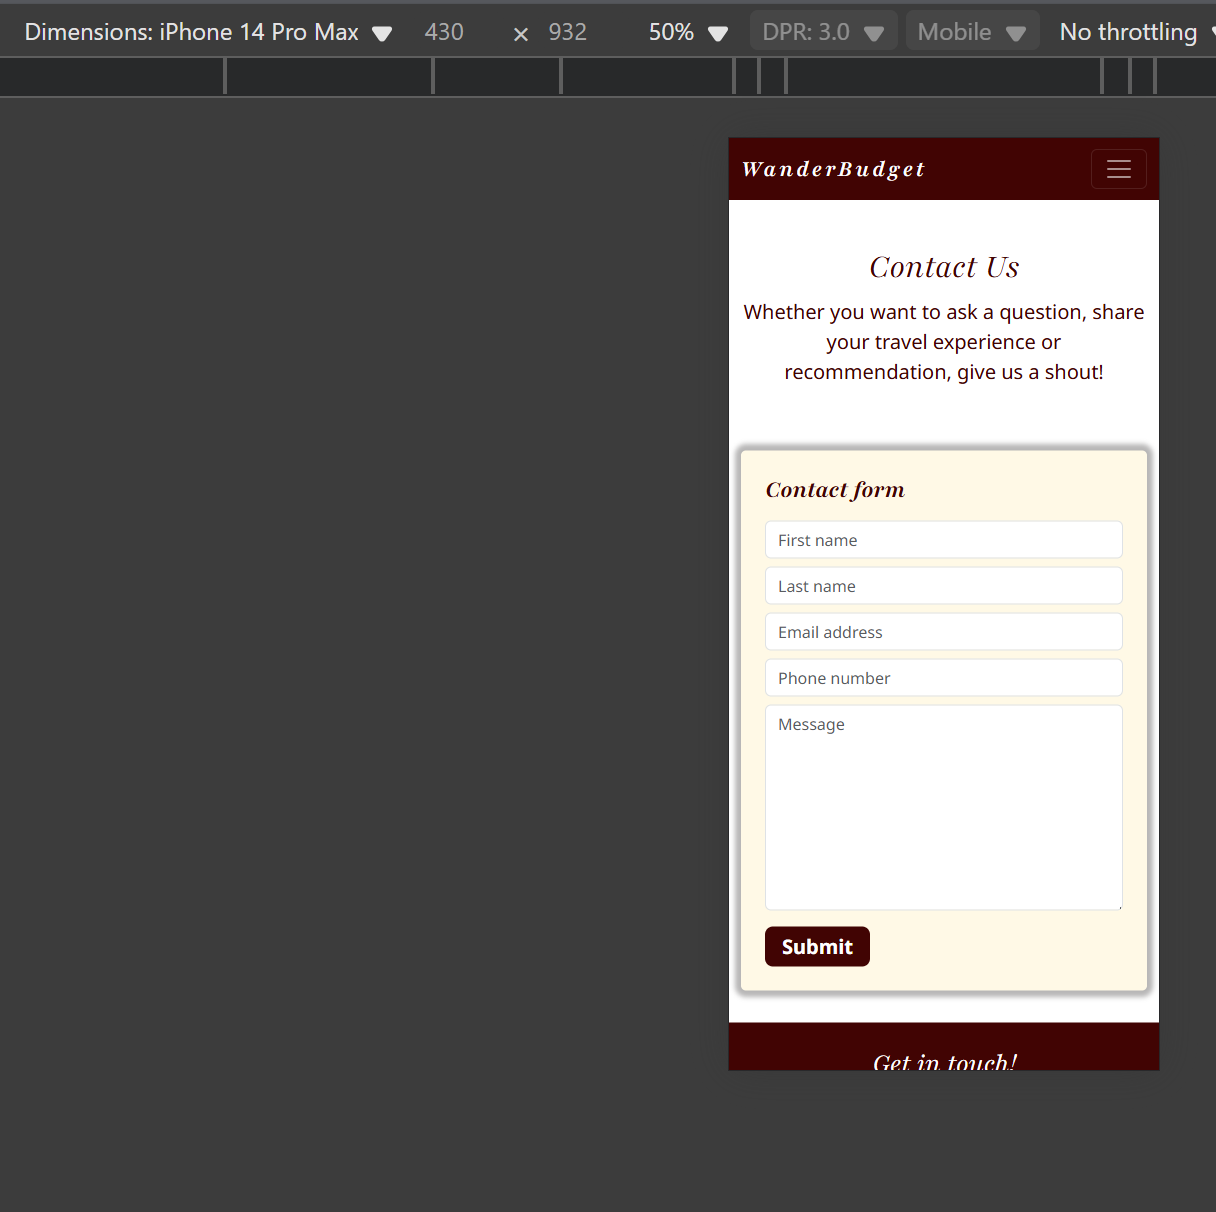 Dimensions: iPhone 14 Pro Max 430 × 932 50% DPR: 3.0 Mobile No throttling
WanderBudget
Contact Us
Whether you want to ask a question, share
your travel experience or
recommendation, give us a shout!
Contact form
First name
Last name
Email address
Phone number
Message
Submit
Get in touch!